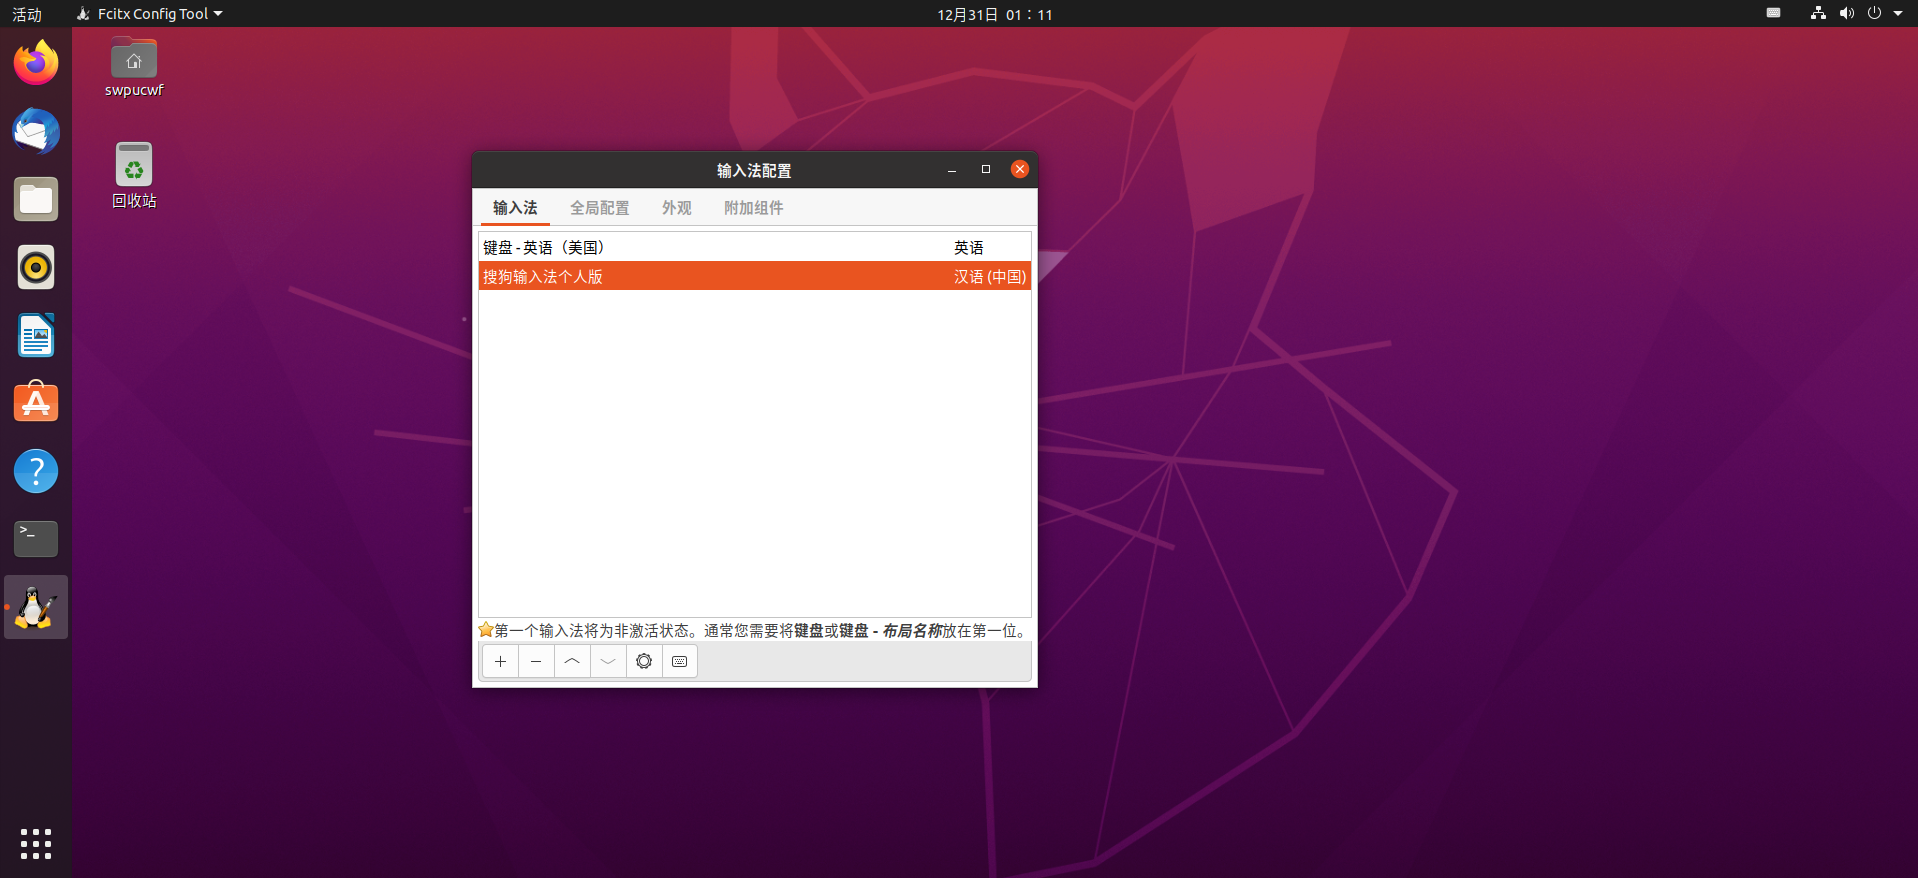 活动
Fcitx Config Tool
12月31日 01：11
swpucwf
回收站
输入法配置
输入法 全局配置 外观 附加组件
键盘 - 英语（美国） 英语
搜狗输入法个人版 汉语 (中国)
第一个输入法将为非激活状态。通常您需要将键盘或键盘 - 布局名称放在第一位。